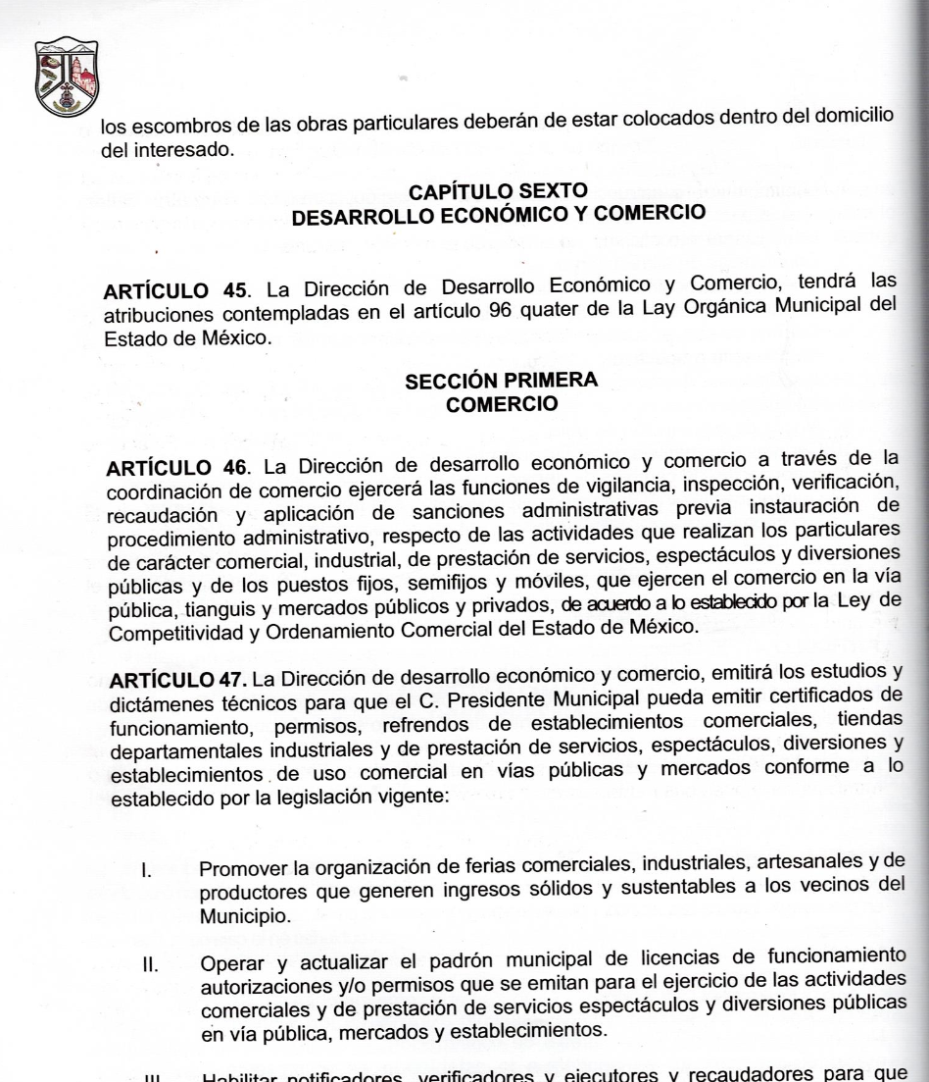 los escombros de las obras particulares deberán de estar colocados dentro del domicilio
del interesado.
CAPÍTULO SEXTO
DESARROLLO ECONÓMICO Y COMERCIO
ARTÍCULO 45. La Dirección de Desarrollo Económico y Comercio, tendrá las
atribuciones contempladas en el artículo 96 quater de la Lay Orgánica Municipal del
Estado de México.
SECCIÓN PRIMERA
COMERCIO
ARTÍCULO 46. La Dirección de desarrollo económico y comercio a través de la
coordinación de comercio ejercerá las funciones de vigilancia, inspección, verificación,
recaudación y aplicación de sanciones administrativas previa instauración de
procedimiento administrativo, respecto de las actividades que realizan los particulares
de carácter comercial, industrial, de prestación de servicios, espectáculos y diversiones
públicas y de los puestos fijos, semifijos y móviles, que ejercen el comercio en la vía
pública, tianguis y mercados públicos y privados, de acuerdo a lo establecido por la Ley de
Competitividad y Ordenamiento Comercial del Estado de México.
ARTÍCULO 47. La Dirección de desarrollo económico y comercio, emitirá los estudios y
dictámenes técnicos para que el C. Presidente Municipal pueda emitir certificados de
funcionamiento, permisos, refrendos de establecimientos comerciales, tiendas
departamentales industriales y de prestación de servicios, espectáculos, diversiones y
establecimientos de uso comercial en vías públicas y mercados conforme a lo
establecido por la legislación vigente:
I. Promover la organización de ferias comerciales, industriales, artesanales y de
productores que generen ingresos sólidos y sustentables a los vecinos del
Municipio.
II. Operar y actualizar el padrón municipal de licencias de funcionamiento
autorizaciones y/o permisos que se emitan para el ejercicio de las actividades
comerciales y de prestación de servicios espectáculos y diversiones públicas
en vía pública, mercados y establecimientos.
III. Habilitar notificadores, verificadores y ejecutores y recaudadores para que